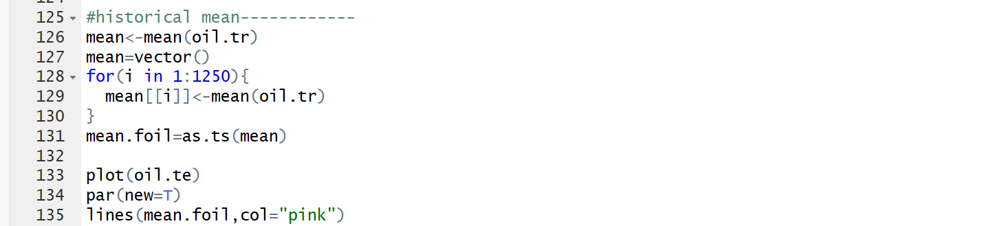 125 #historical mean------------
126 mean<-mean(oil.tr)
127 mean=vector()
128 for(i in 1:1250){
129   mean[[i]]<-mean(oil.tr)
130 }
131 mean.foil=as.ts(mean)
132
133 plot(oil.te)
134 par(new=T)
135 lines(mean.foil,col="pink")